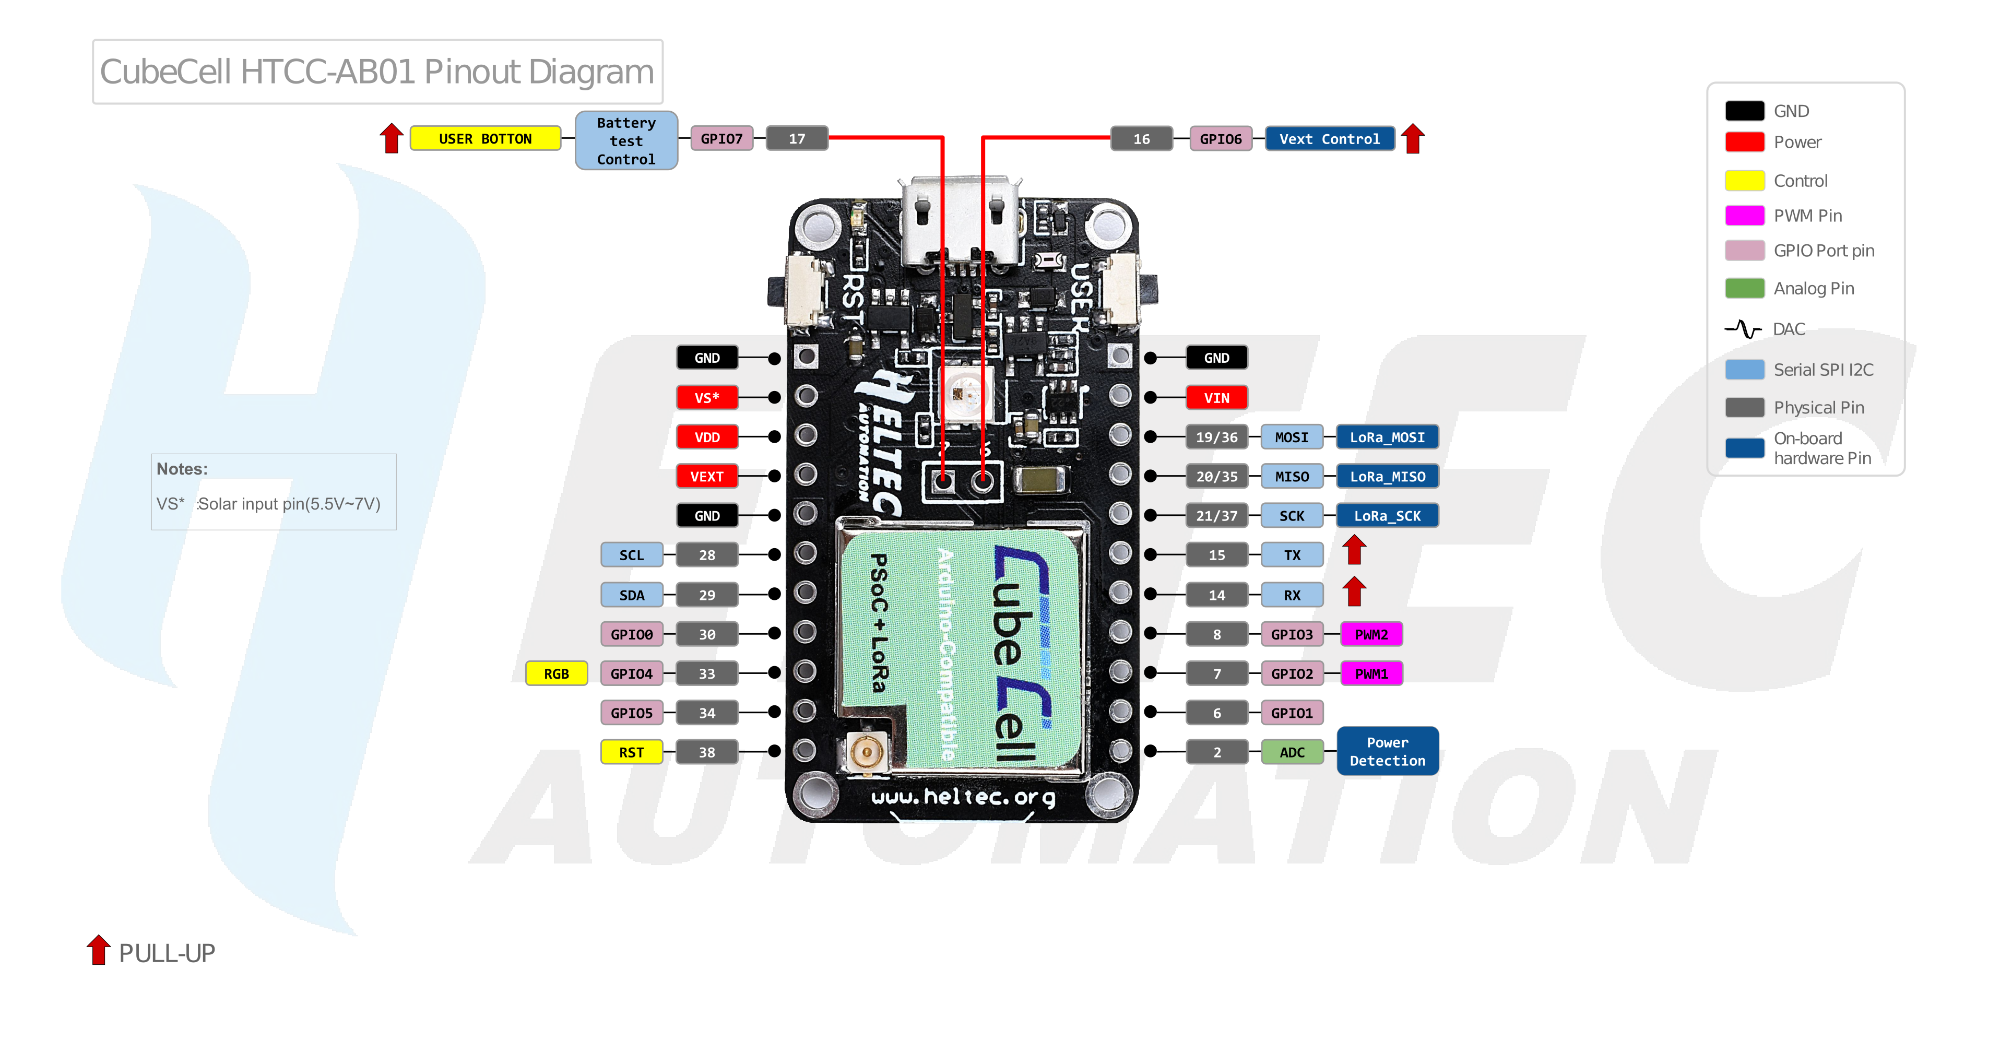 CubeCell HTCC-AB01 Pinout Diagram
USER BOTTON
Battery
test
Control
GPIO7
17
16
GPIO6
Vext Control
GND
Power
Control
PWM Pin
GPIO Port pin
Analog Pin
DAC
Serial SPI I2C
Physical Pin
On-board
hardware Pin
RST
USER
GND
VS*
VDD
VEXT
GND
SCL 28
SDA 29
GPIO0 30
RGB GPIO4 33
GPIO5 34
RST 38
GND
VIN
19/36 MOSI LoRa_MOSI
20/35 MISO LoRa_MISO
21/37 SCK LoRa_SCK
15 TX
14 RX
8 GPIO3 PWM2
7 GPIO2 PWM1
6 GPIO1
2 ADC Power
Detection
HELTEC
AUTOMATION
CubeCell
Arduino-Compatible
PSoC + LoRa
www.heltec.org
Notes:
VS* :Solar input pin(5.5V~7V)
HELTEC
AUTOMATION
PULL-UP